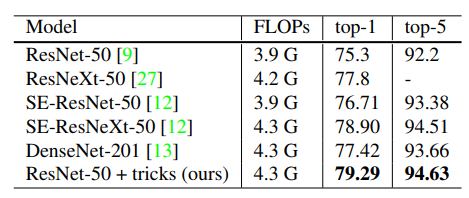 Model FLOPs top-1 top-5
ResNet-50 [9] 3.9 G 75.3 92.2
ResNeXt-50 [27] 4.2 G 77.8 -
SE-ResNet-50 [12] 3.9 G 76.71 93.38
SE-ResNeXt-50 [12] 4.3 G 78.90 94.51
DenseNet-201 [13] 4.3 G 77.42 93.66
ResNet-50 + tricks (ours) 4.3 G 79.29 94.63